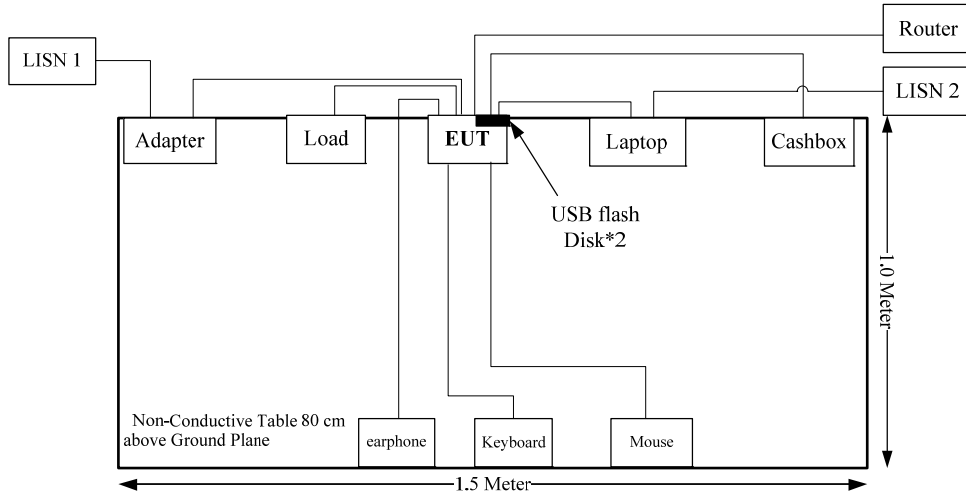 Router
LISN 1
LISN 2
Adapter
Load
EUT
Laptop
Cashbox
USB flash
Disk*2
1.0 Meter
Non-Conductive Table 80 cm
above Ground Plane
earphone
Keyboard
Mouse
1.5 Meter